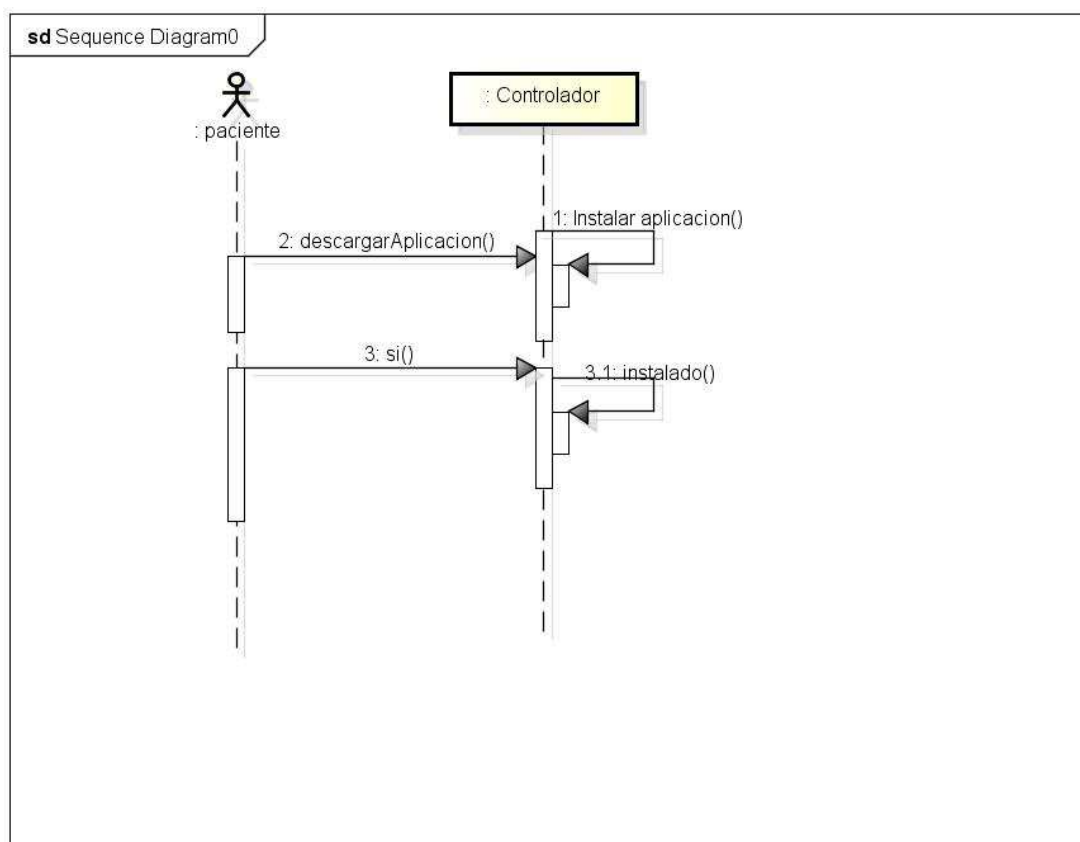 sd Sequence Diagram0
: paciente
: Controlador
1: Instalar aplicacion()
2: descargarAplicacion()
3: si()
3.1: instalado()